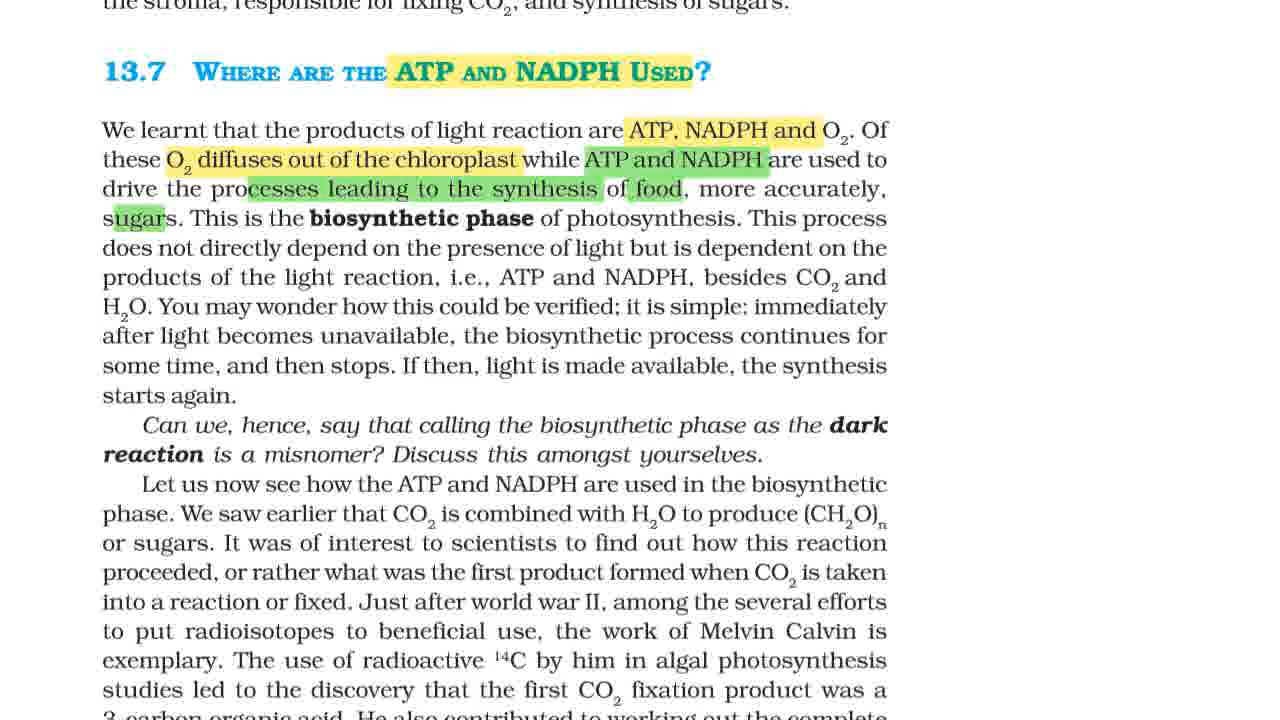 the stroma, responsible for fixing CO₂, and synthesis of sugars.
13.7 WHERE ARE THE ATP AND NADPH USED?
We learnt that the products of light reaction are ATP, NADPH and O₂. Of
these O₂ diffuses out of the chloroplast while ATP and NADPH are used to
drive the processes leading to the synthesis of food, more accurately,
sugars. This is the biosynthetic phase of photosynthesis. This process
does not directly depend on the presence of light but is dependent on the
products of the light reaction, i.e., ATP and NADPH, besides CO₂ and
H₂O. You may wonder how this could be verified; it is simple: immediately
after light becomes unavailable, the biosynthetic process continues for
some time, and then stops. If then, light is made available, the synthesis
starts again.
Can we, hence, say that calling the biosynthetic phase as the dark
reaction is a misnomer? Discuss this amongst yourselves.
Let us now see how the ATP and NADPH are used in the biosynthetic
phase. We saw earlier that CO₂ is combined with H₂O to produce (CH₂O)ₙ
or sugars. It was of interest to scientists to find out how this reaction
proceeded, or rather what was the first product formed when CO₂ is taken
into a reaction or fixed. Just after world war II, among the several efforts
to put radioisotopes to beneficial use, the work of Melvin Calvin is
exemplary. The use of radioactive ¹⁴C by him in algal photosynthesis
studies led to the discovery that the first CO₂ fixation product was a
3-carbon organic acid. He also contributed to working out the complete